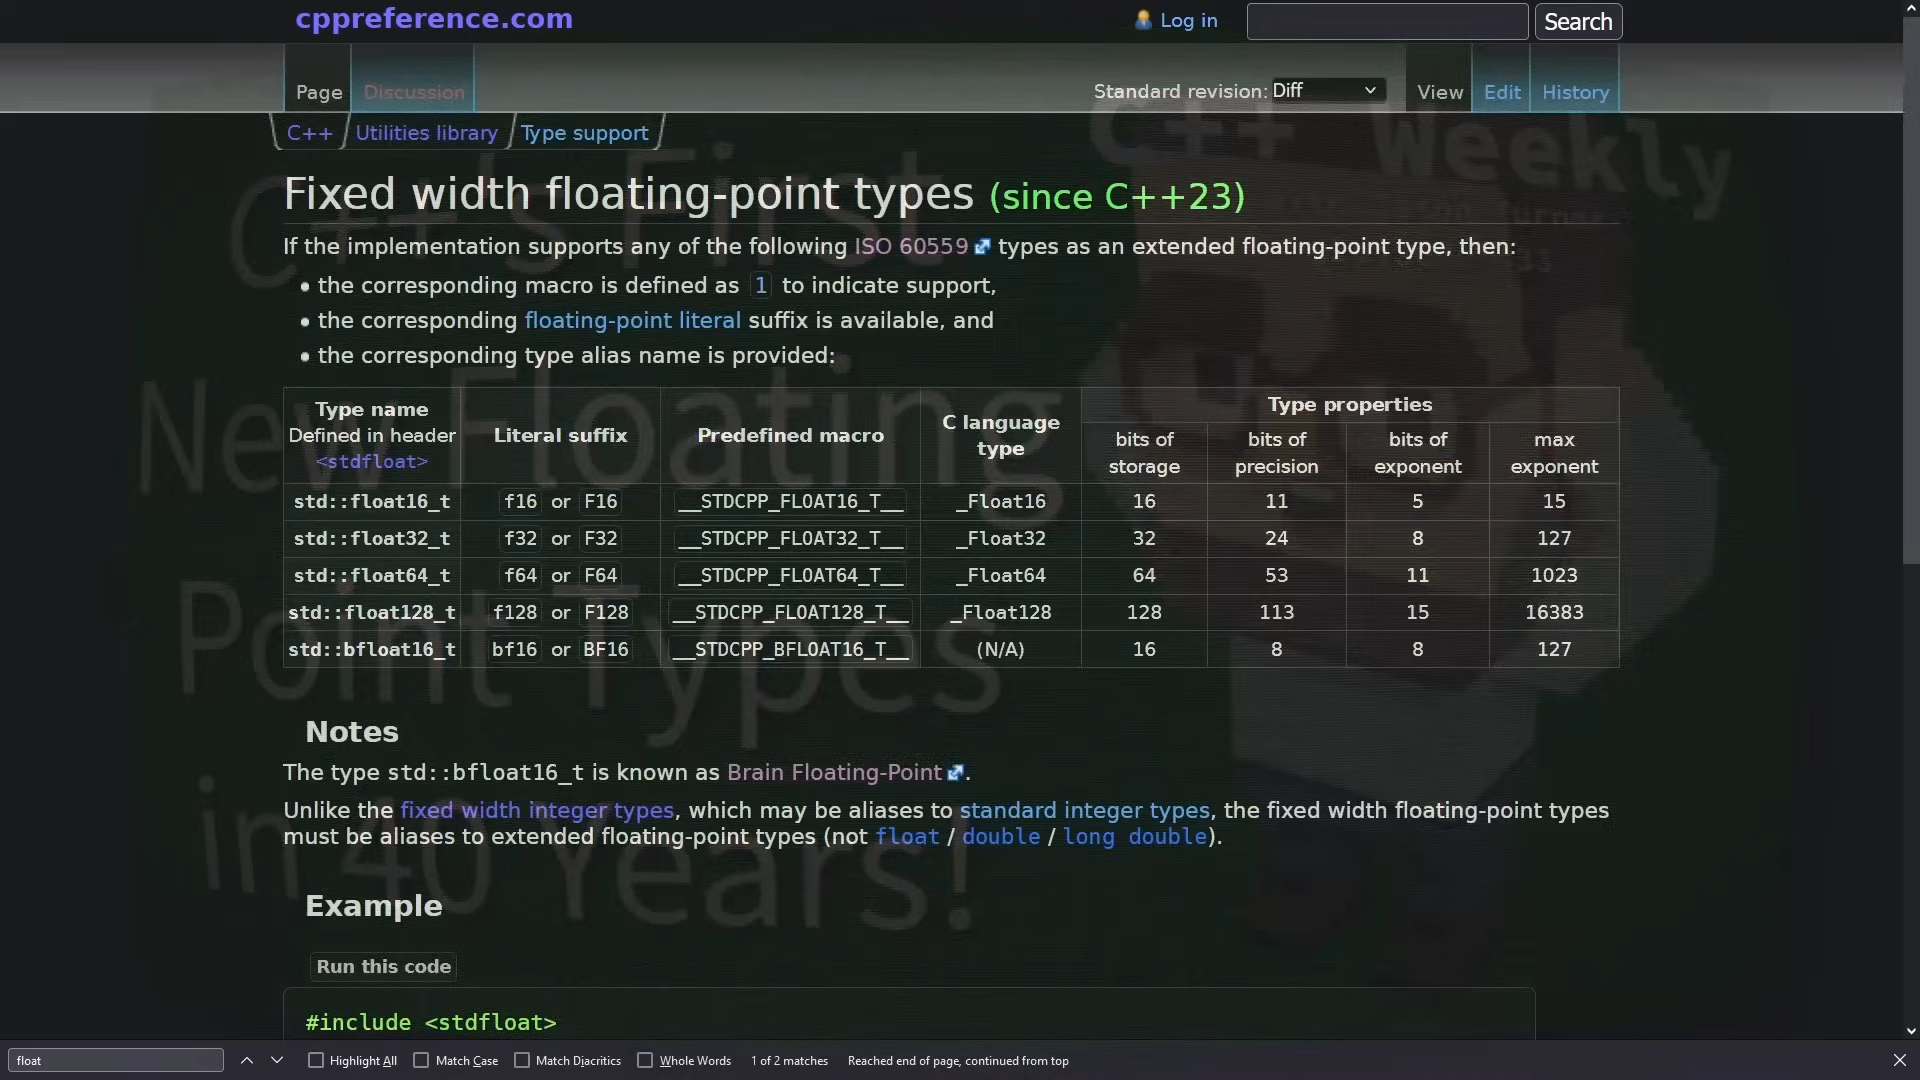 cppreference.com
Log in
Search
Page
Discussion
Standard revision: Diff
View
Edit
History
C++
Utilities library
Type support
C++ Weekly
C++'s First
New Floating
Point Types
in 40 Years!
Fixed width floating-point types (since C++23)
If the implementation supports any of the following ISO 60559 types as an extended floating-point type, then:
the corresponding macro is defined as 1 to indicate support,
the corresponding floating-point literal suffix is available, and
the corresponding type alias name is provided:
Type name
Defined in header
<stdfloat>
Literal suffix
Predefined macro
C language
type
Type properties
bits of
storage
bits of
precision
bits of
exponent
max
exponent
std::float16_t f16 or F16 __STDCPP_FLOAT16_T__ _Float16 16 11 5 15
std::float32_t f32 or F32 __STDCPP_FLOAT32_T__ _Float32 32 24 8 127
std::float64_t f64 or F64 __STDCPP_FLOAT64_T__ _Float64 64 53 11 1023
std::float128_t f128 or F128 __STDCPP_FLOAT128_T__ _Float128 128 113 15 16383
std::bfloat16_t bf16 or BF16 __STDCPP_BFLOAT16_T__ (N/A) 16 8 8 127
Notes
The type std::bfloat16_t is known as Brain Floating-Point.
Unlike the fixed width integer types, which may be aliases to standard integer types, the fixed width floating-point types
must be aliases to extended floating-point types (not float / double / long double).
Example
Run this code
#include <stdfloat>
float
Highlight All
Match Case
Match Diacritics
Whole Words
1 of 2 matches
Reached end of page, continued from top